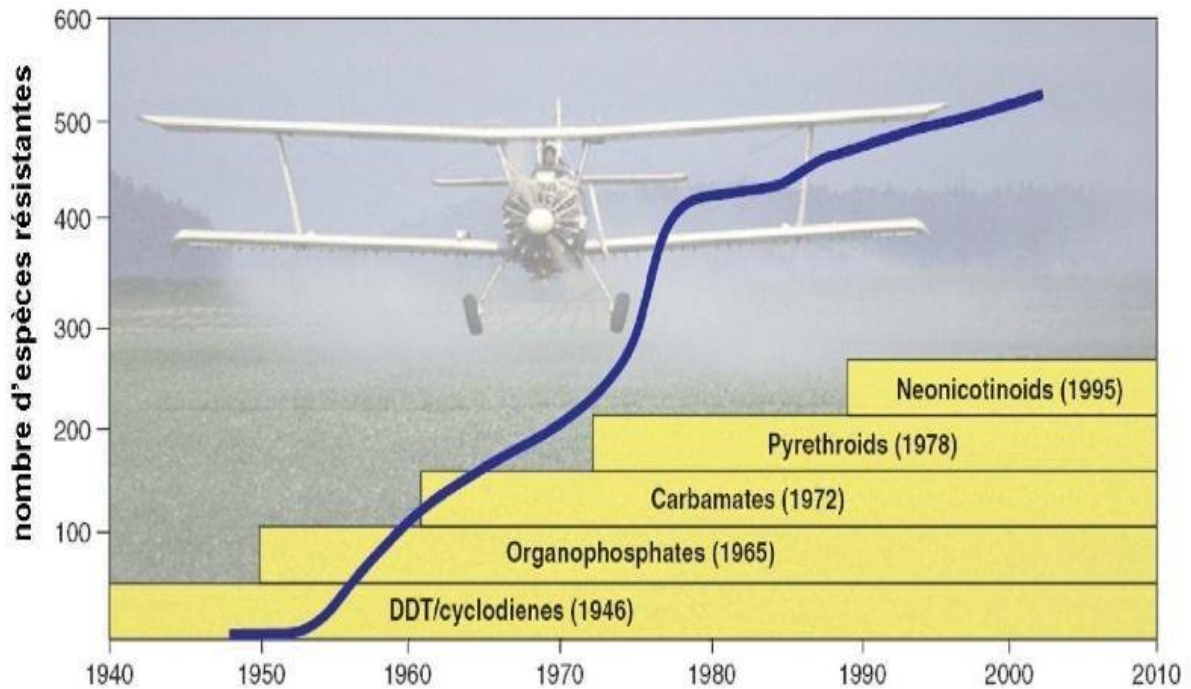 600
500
400
300
200
100
nombre d'espèces résistantes
Neonicotinoids (1995)
Pyrethroids (1978)
Carbamates (1972)
Organophosphates (1965)
DDT/cyclodienes (1946)
1940 1950 1960 1970 1980 1990 2000 2010